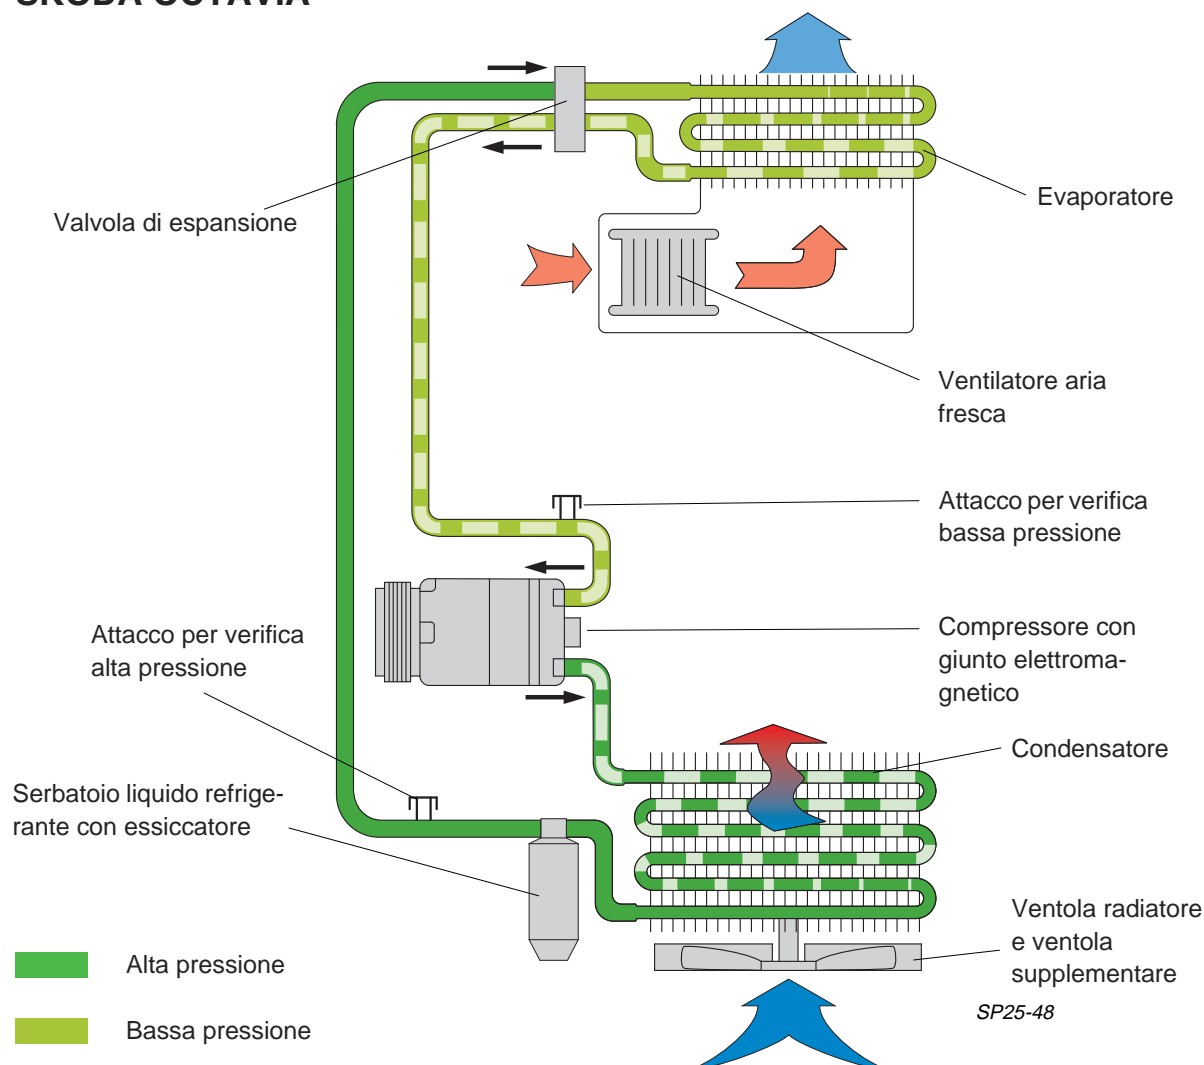 SKODA OCTAVIA
Valvola di espansione
Evaporatore
Ventilatore aria
fresca
Attacco per verifica
bassa pressione
Attacco per verifica
alta pressione
Compressore con
giunto elettroma-
gnetico
Condensatore
Serbatoio liquido refrige-
rante con essiccatore
Ventola radiatore
e ventola
supplementare
Alta pressione
Bassa pressione
SP25-48